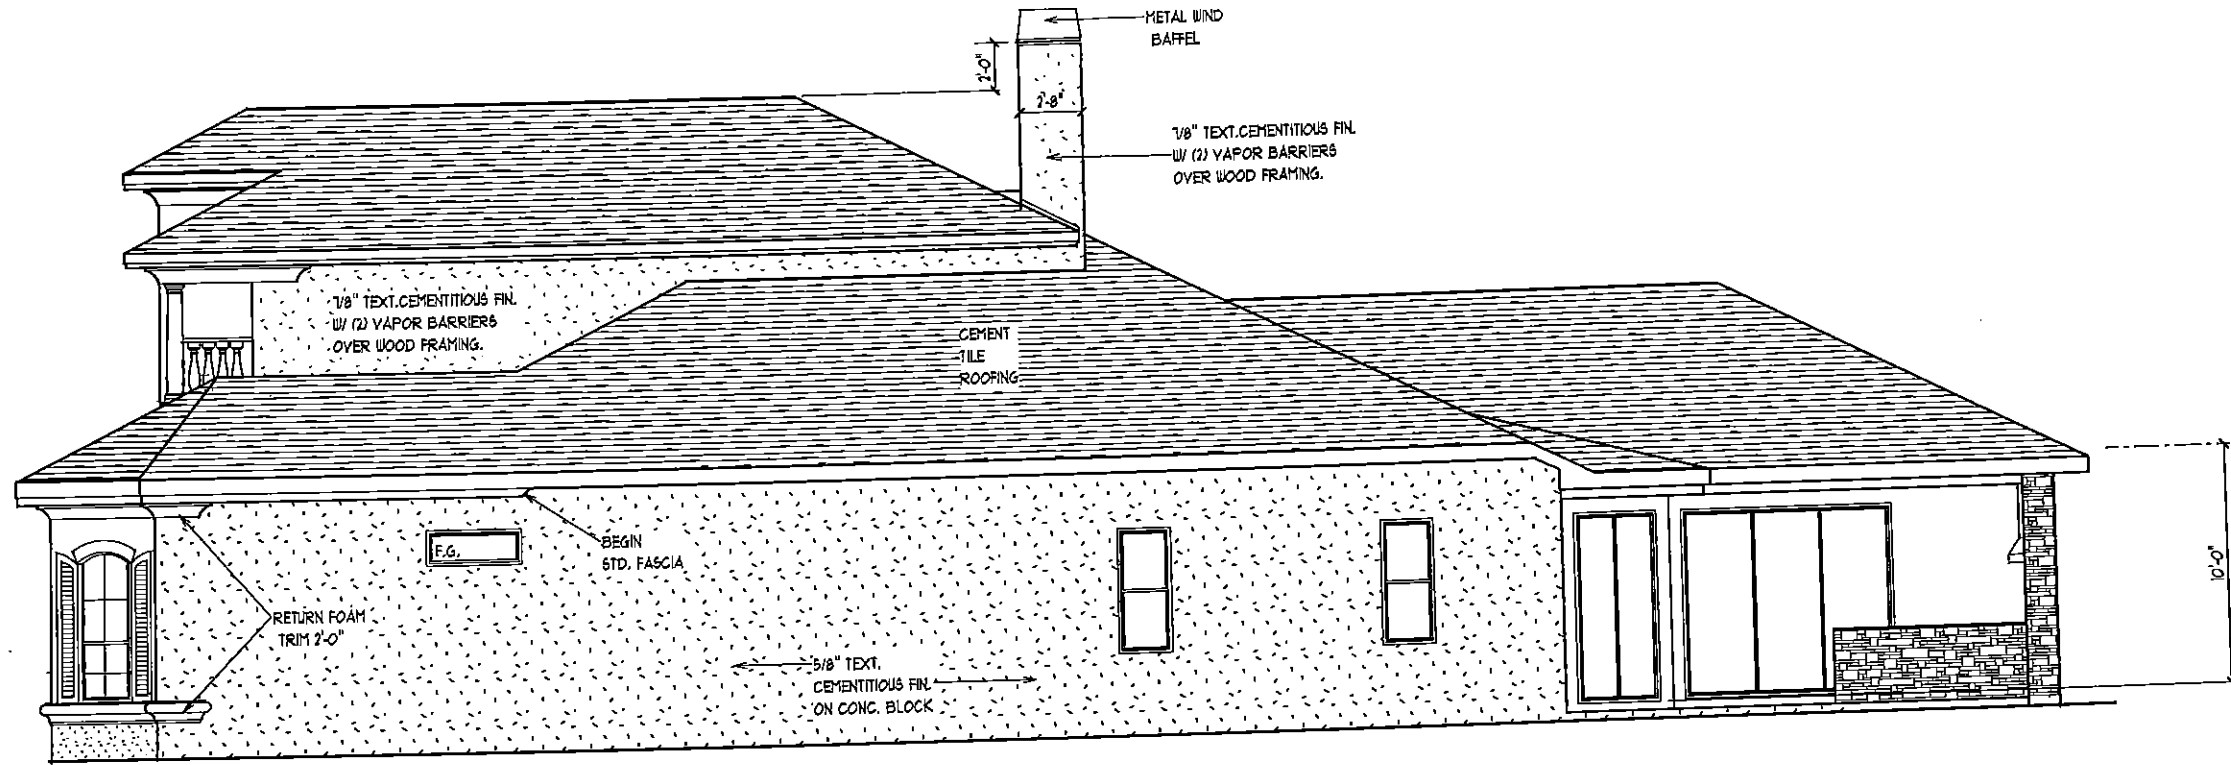 METAL WIND
BAFFEL
2'-0"
2'-8"
7/8" TEXT.CEMENTITIOUS FIN.
W/ (2) VAPOR BARRIERS
OVER WOOD FRAMING.
7/8" TEXT.CEMENTITIOUS FIN.
W/ (2) VAPOR BARRIERS
OVER WOOD FRAMING.
CEMENT
TILE
ROOFING
F.G.
BEGIN
STD. FASCIA
10'-0"
RETURN FOAM
TRIM 2'-0"
5/8" TEXT.
CEMENTITIOUS FIN.
ON CONC. BLOCK